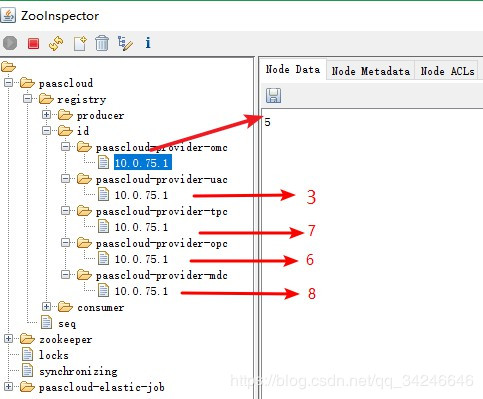 ZooInspector
Node Data Node Metadata Node ACLs
5
paascloud
registry
producer
id
paascloud-provider-omc
10.0.75.1
paascloud-provider-uac
10.0.75.1 3
paascloud-provider-tpc
10.0.75.1 7
paascloud-provider-opc
10.0.75.1 6
paascloud-provider-mdc
10.0.75.1 8
consumer
seq
zookeeper
locks
synchronizing
paascloud-elastic-job
https://blog.csdn.net/qq_34246646